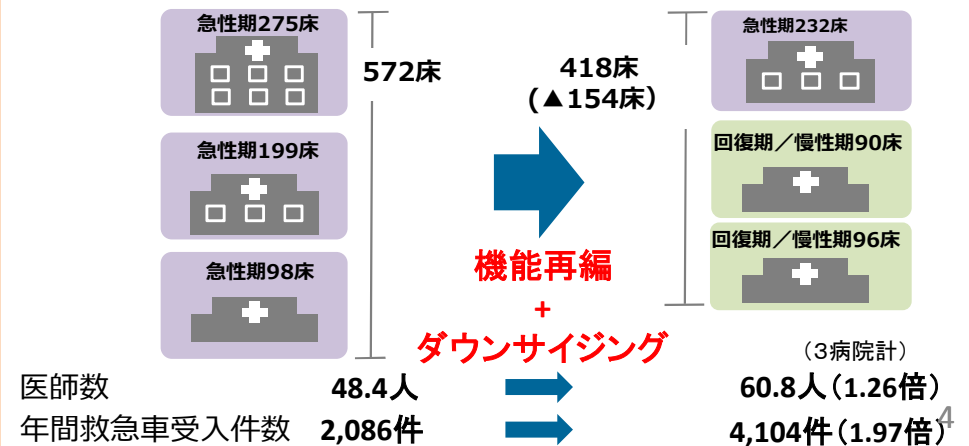 急性期275床
572床
急性期199床
急性期98床
418床
(▲154床）
機能再編
+
ダウンサイジング
急性期232床
回復期／慢性期90床
回復期／慢性期96床
（3病院計）
医師数 48.4人 60.8人（1.26倍）
年間救急車受入件数 2,086件 4,104件（1.97倍）
4